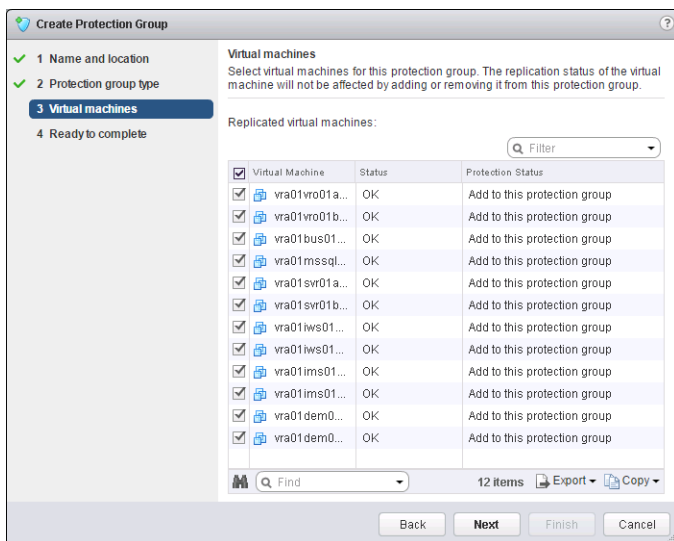 Create Protection Group
?
1 Name and location
2 Protection group type
3 Virtual machines
4 Ready to complete
Virtual machines
Select virtual machines for this protection group. The replication status of the virtual
machine will not be affected by adding or removing it from this protection group.
Replicated virtual machines:
Filter
Virtual Machine Status Protection Status
vra01vro01a... OK Add to this protection group
vra01vro01b... OK Add to this protection group
vra01bus01... OK Add to this protection group
vra01mssql... OK Add to this protection group
vra01svr01a... OK Add to this protection group
vra01svr01b... OK Add to this protection group
vra01iws01... OK Add to this protection group
vra01iws01... OK Add to this protection group
vra01ims01... OK Add to this protection group
vra01ims01... OK Add to this protection group
vra01dem0... OK Add to this protection group
vra01dem0... OK Add to this protection group
Find 12 items Export Copy
Back Next Finish Cancel